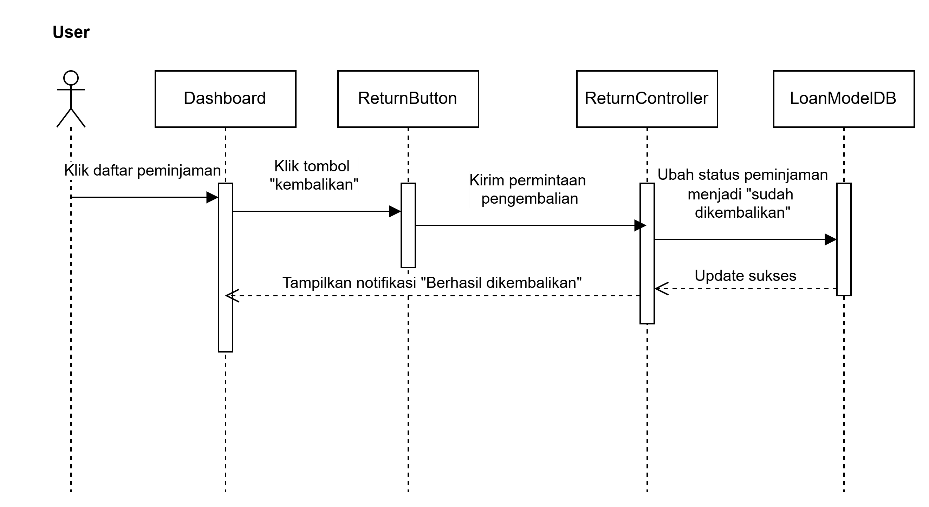 User
Dashboard
ReturnButton
ReturnController
LoanModelDB
Klik daftar peminjaman
Klik tombol
"kembalikan"
Kirim permintaan
pengembalian
Ubah status peminjaman
menjadi "sudah
dikembalikan"
Update sukses
Tampilkan notifikasi "Berhasil dikembalikan"